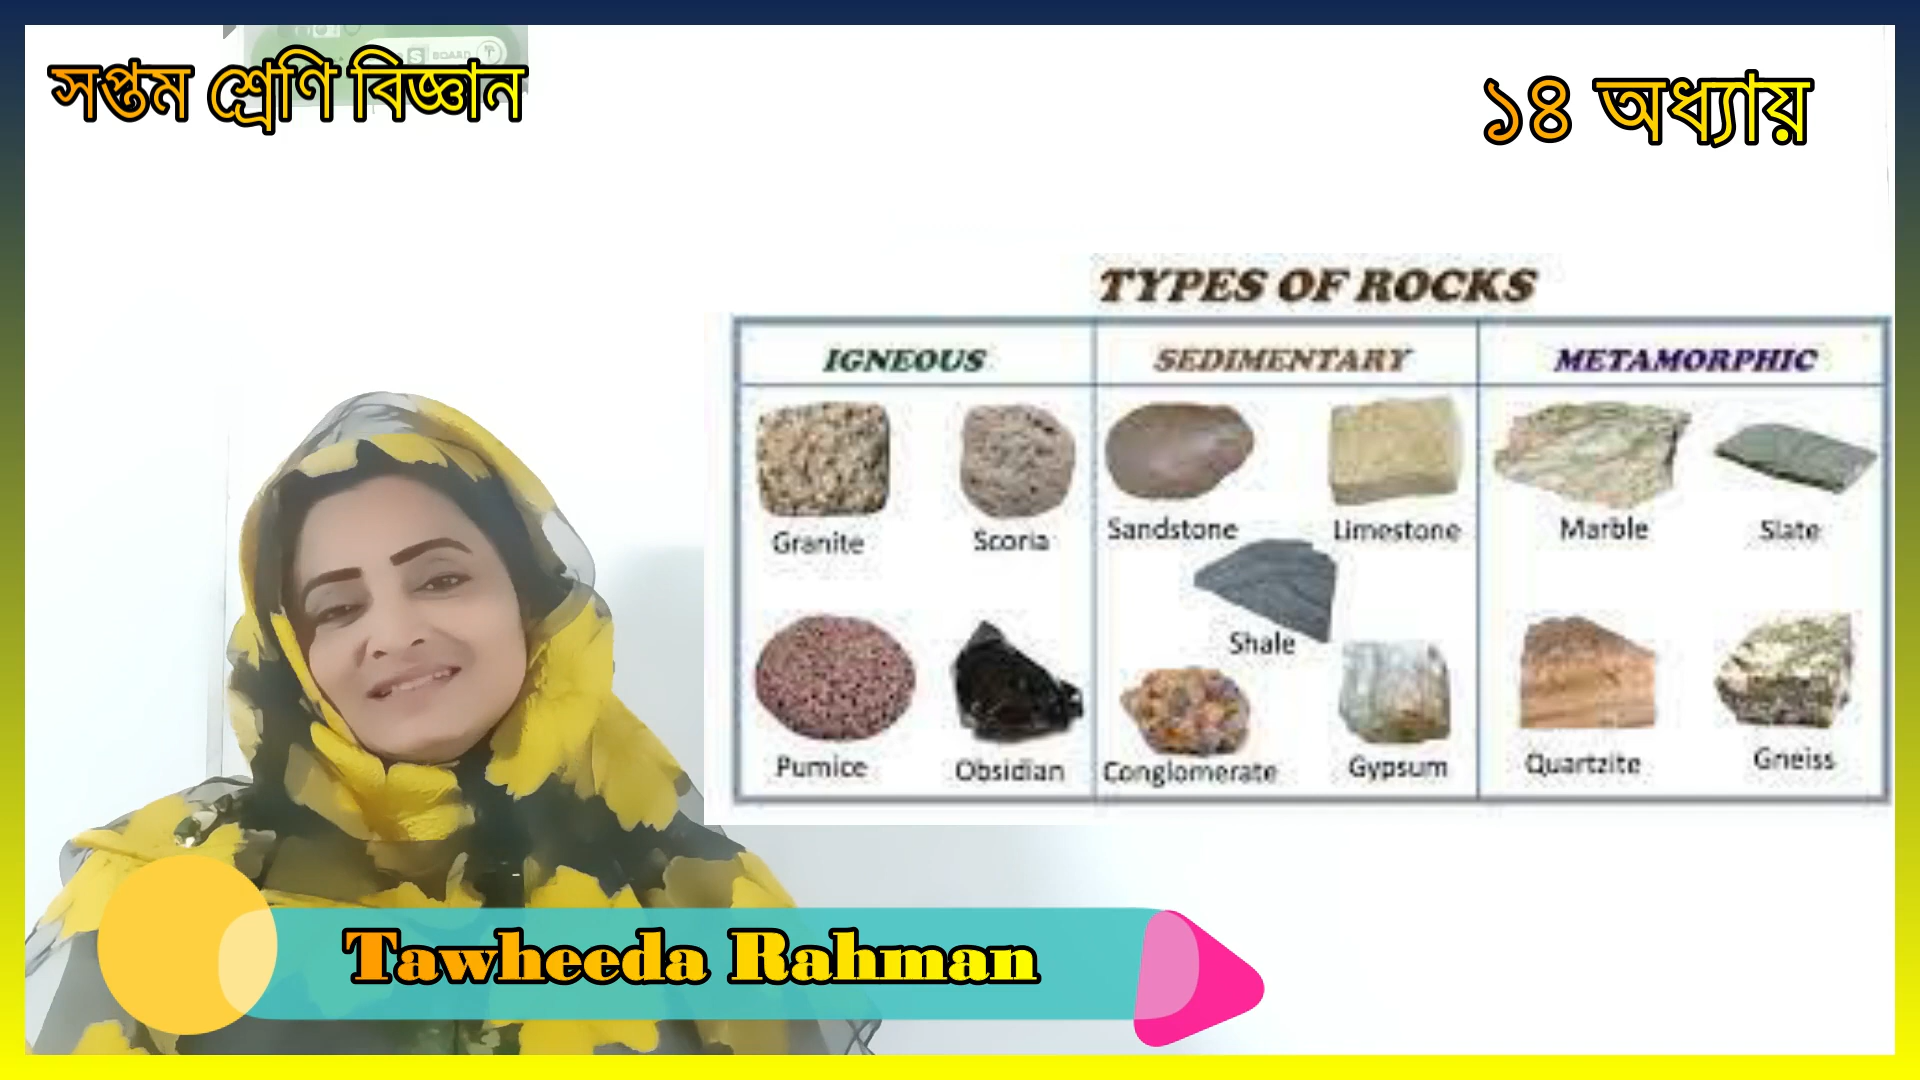 সপ্তম শ্রেণি বিজ্ঞান
১৪ অধ্যায়
TYPES OF ROCKS
IGNEOUS SEDIMENTARY METAMORPHIC
Granite Scoria Sandstone Limestone Marble Slate
Shale
Pumice Obsidian Conglomerate Gypsum Quartzite Gneiss
Tawheeda Rahman
BOARD